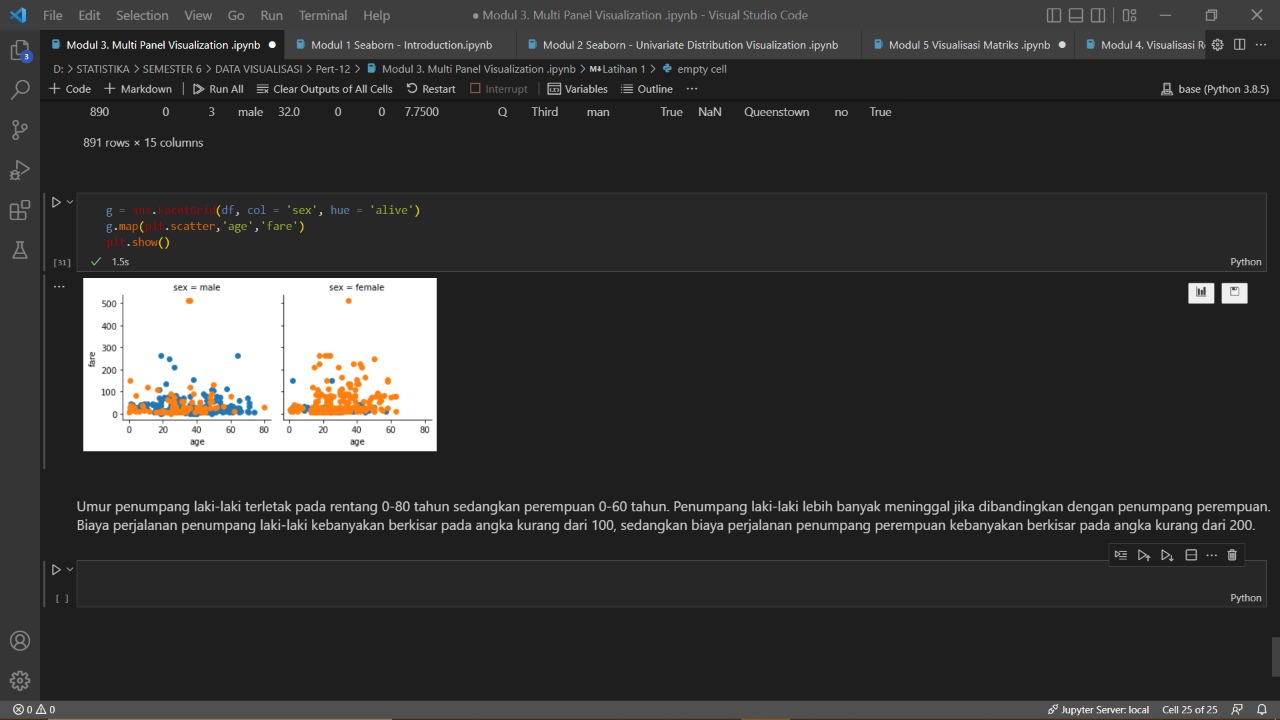 File Edit Selection View Go Run Terminal Help ● Modul 3. Multi Panel Visualization .ipynb - Visual Studio Code
Modul 3. Multi Panel Visualization .ipynb ● Modul 1 Seaborn - Introduction.ipynb Modul 2 Seaborn - Univariate Distribution Visualization .ipynb Modul 5 Visualisasi Matriks .ipynb ● Modul 4. Visualisasi Re
D: > STATISTIKA > SEMESTER 6 > DATA VISUALISASI > Pert-12 > Modul 3. Multi Panel Visualization .ipynb > M↓Latihan 1 > empty cell
+ Code + Markdown Run All Clear Outputs of All Cells Restart Interrupt Variables Outline ... base (Python 3.8.5)
890 0 3 male 32.0 0 0 7.7500 Q Third man True NaN Queenstown no True
891 rows × 15 columns
g = sns.FacetGrid(df, col = 'sex', hue = 'alive')
g.map(plt.scatter,'age','fare')
plt.show()
[31] 1.5s Python
sex = male sex = female
500
400
300
200
100
0
fare
0 20 40 60 80 0 20 40 60 80
age age
Umur penumpang laki-laki terletak pada rentang 0-80 tahun sedangkan perempuan 0-60 tahun. Penumpang laki-laki lebih banyak meninggal jika dibandingkan dengan penumpang perempuan.
Biaya perjalanan penumpang laki-laki kebanyakan berkisar pada angka kurang dari 100, sedangkan biaya perjalanan penumpang perempuan kebanyakan berkisar pada angka kurang dari 200.
[ ] Python
3
0 0 Jupyter Server: local Cell 25 of 25